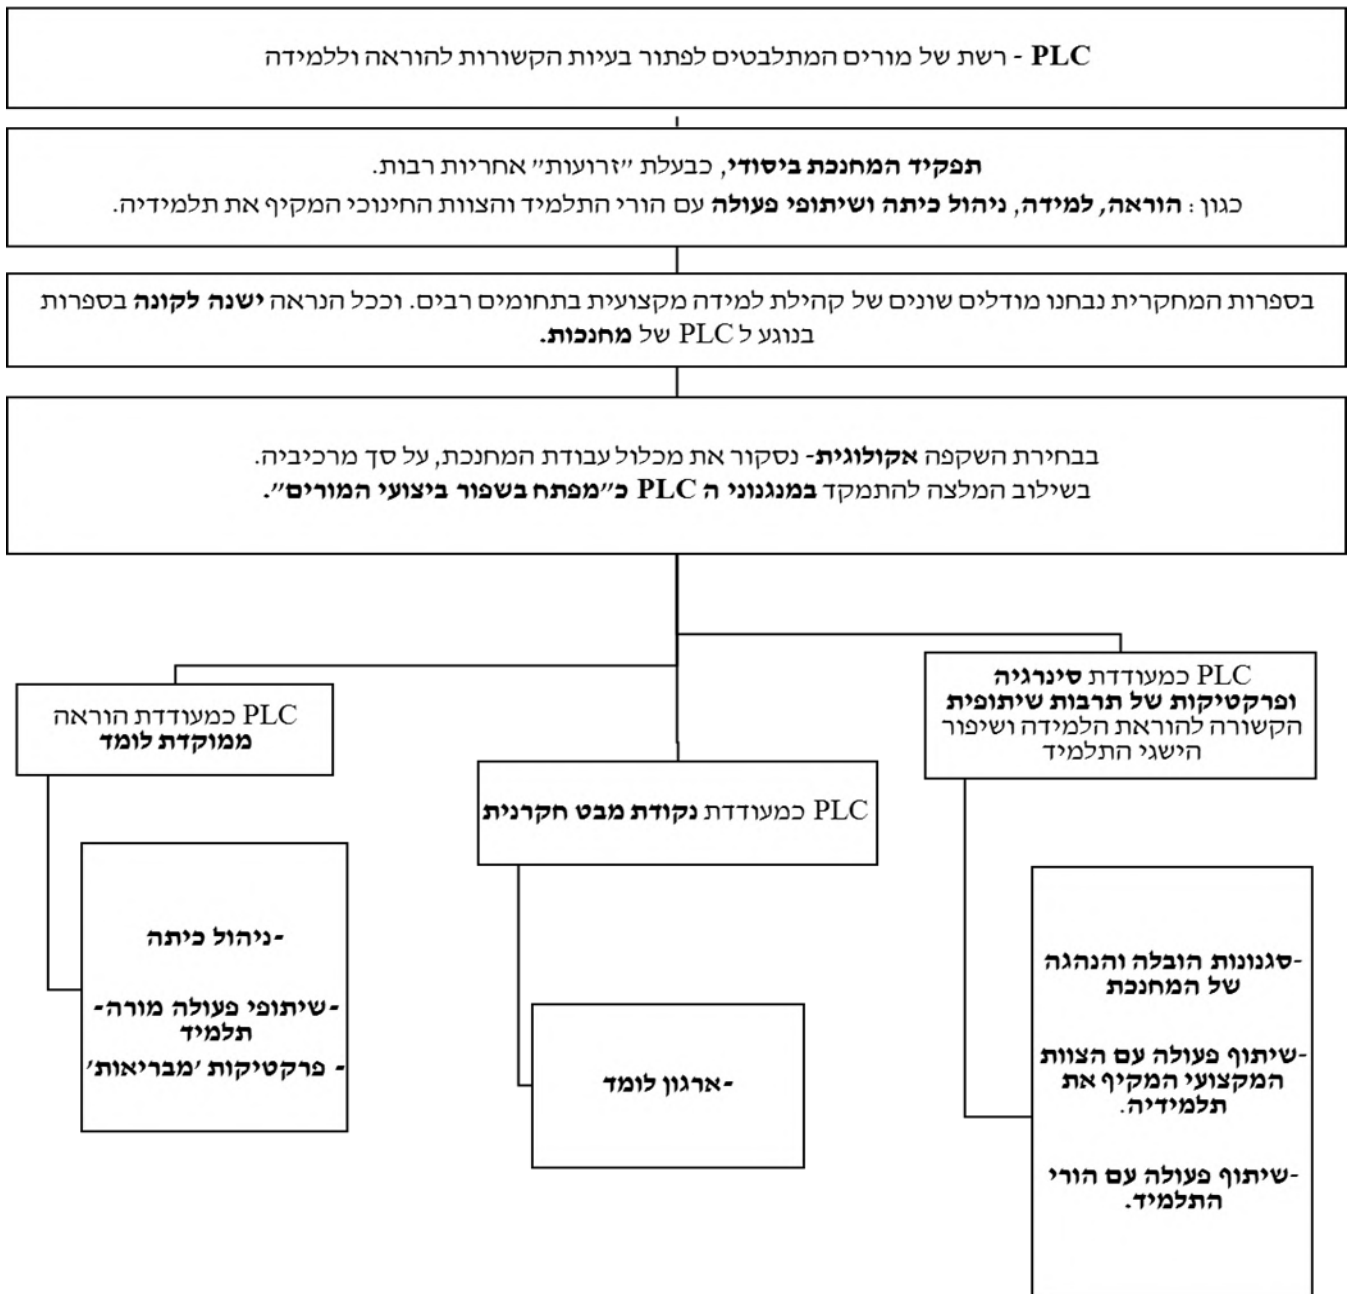 PLC - רשת של מורים המתלבטים לפתור בעיות הקשורות להוראה וללמידה
תפקיד המחנכת ביסודי, כבעלת "זרועות" אחריות רבות.
כגון: הוראה, למידה, ניהול כיתה ושיתופי פעולה עם הורי התלמיד והצוות החינוכי המקיף את תלמידיה.
בספרות המחקרית נבחנו מודלים שונים של קהילת למידה מקצועית בתחומים רבים. וככל הנראה ישנה לקונה בספרות
בנוגע ל PLC של מחנכות.
בבחירת השקפה אקולוגית- נסקור את מכלול עבודת המחנכת, על סך מרכיביה.
בשילוב המלצה להתמקד במנגנוני ה PLC כ"מפתח בשפור ביצועי המורים".
PLC כמעודדת סינרגיה
ופרקטיקות של תרבות שיתופית
הקשורה להוראת הלמידה ושיפור
הישגי התלמיד
-סגנונות הובלה והנהגה
של המחנכת
-שיתוף פעולה עם הצוות
המקצועי המקיף את
תלמידיה.
-שיתוף פעולה עם הורי
התלמיד.
PLC כמעודדת נקודת מבט חקרנית
-ארגון לומד
PLC כמעודדת הוראה
ממוקדת לומד
-ניהול כיתה
-שיתופי פעולה מורה-
תלמיד
- פרקטיקות 'מבריאות'